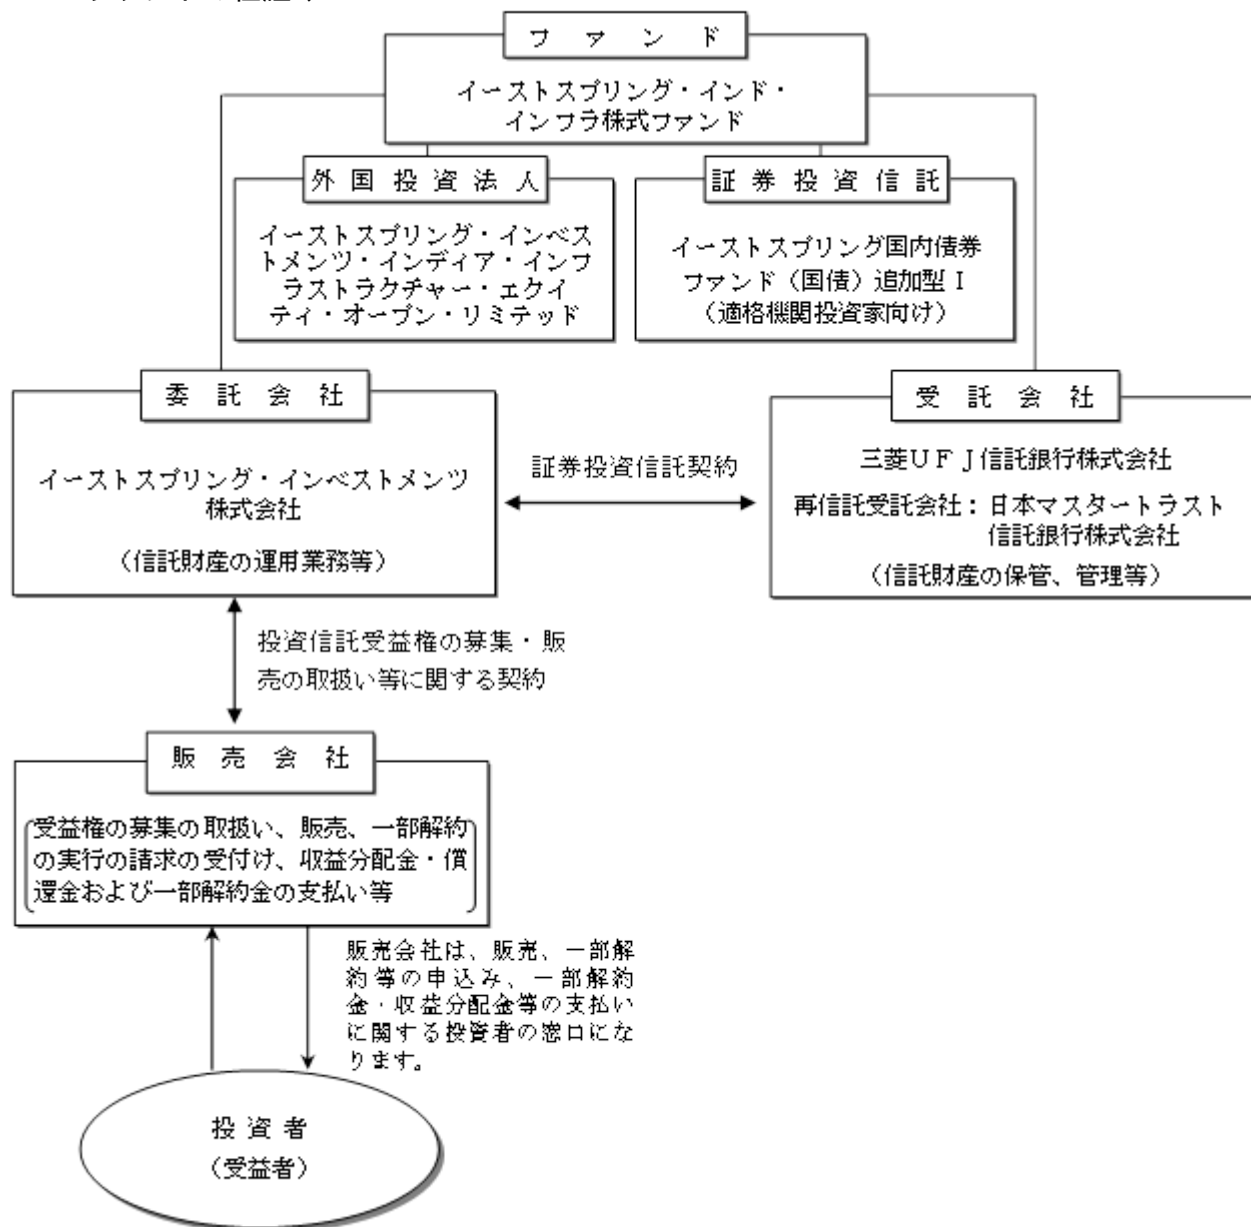 ファンド
イーストスプリング・インド・
インフラ株式ファンド
外国投資法人
イーストスプリング・インベス
トメンツ・インディア・インフ
ラストラクチャー・エクイ
ティ・オープン・リミテッド
証券投資信託
イーストスプリング国内債券
ファンド（国債）追加型Ⅰ
（適格機関投資家向け）
委託会社
イーストスプリング・インベストメンツ
株式会社
（信託財産の運用業務等）
証券投資信託契約
受託会社
三菱ＵＦＪ信託銀行株式会社
再信託受託会社：日本マスタートラスト
信託銀行株式会社
（信託財産の保管、管理等）
投資信託受益権の募集・販
売の取扱い等に関する契約
販売会社
受益権の募集の取扱い、販売、一部解約
の実行の請求の受付け、収益分配金・償
還金および一部解約金の支払い等
販売会社は、販売、一部解
約等の申込み、一部解約
金・収益分配金等の支払い
に関する投資者の窓口にな
ります。
投資者
（受益者）